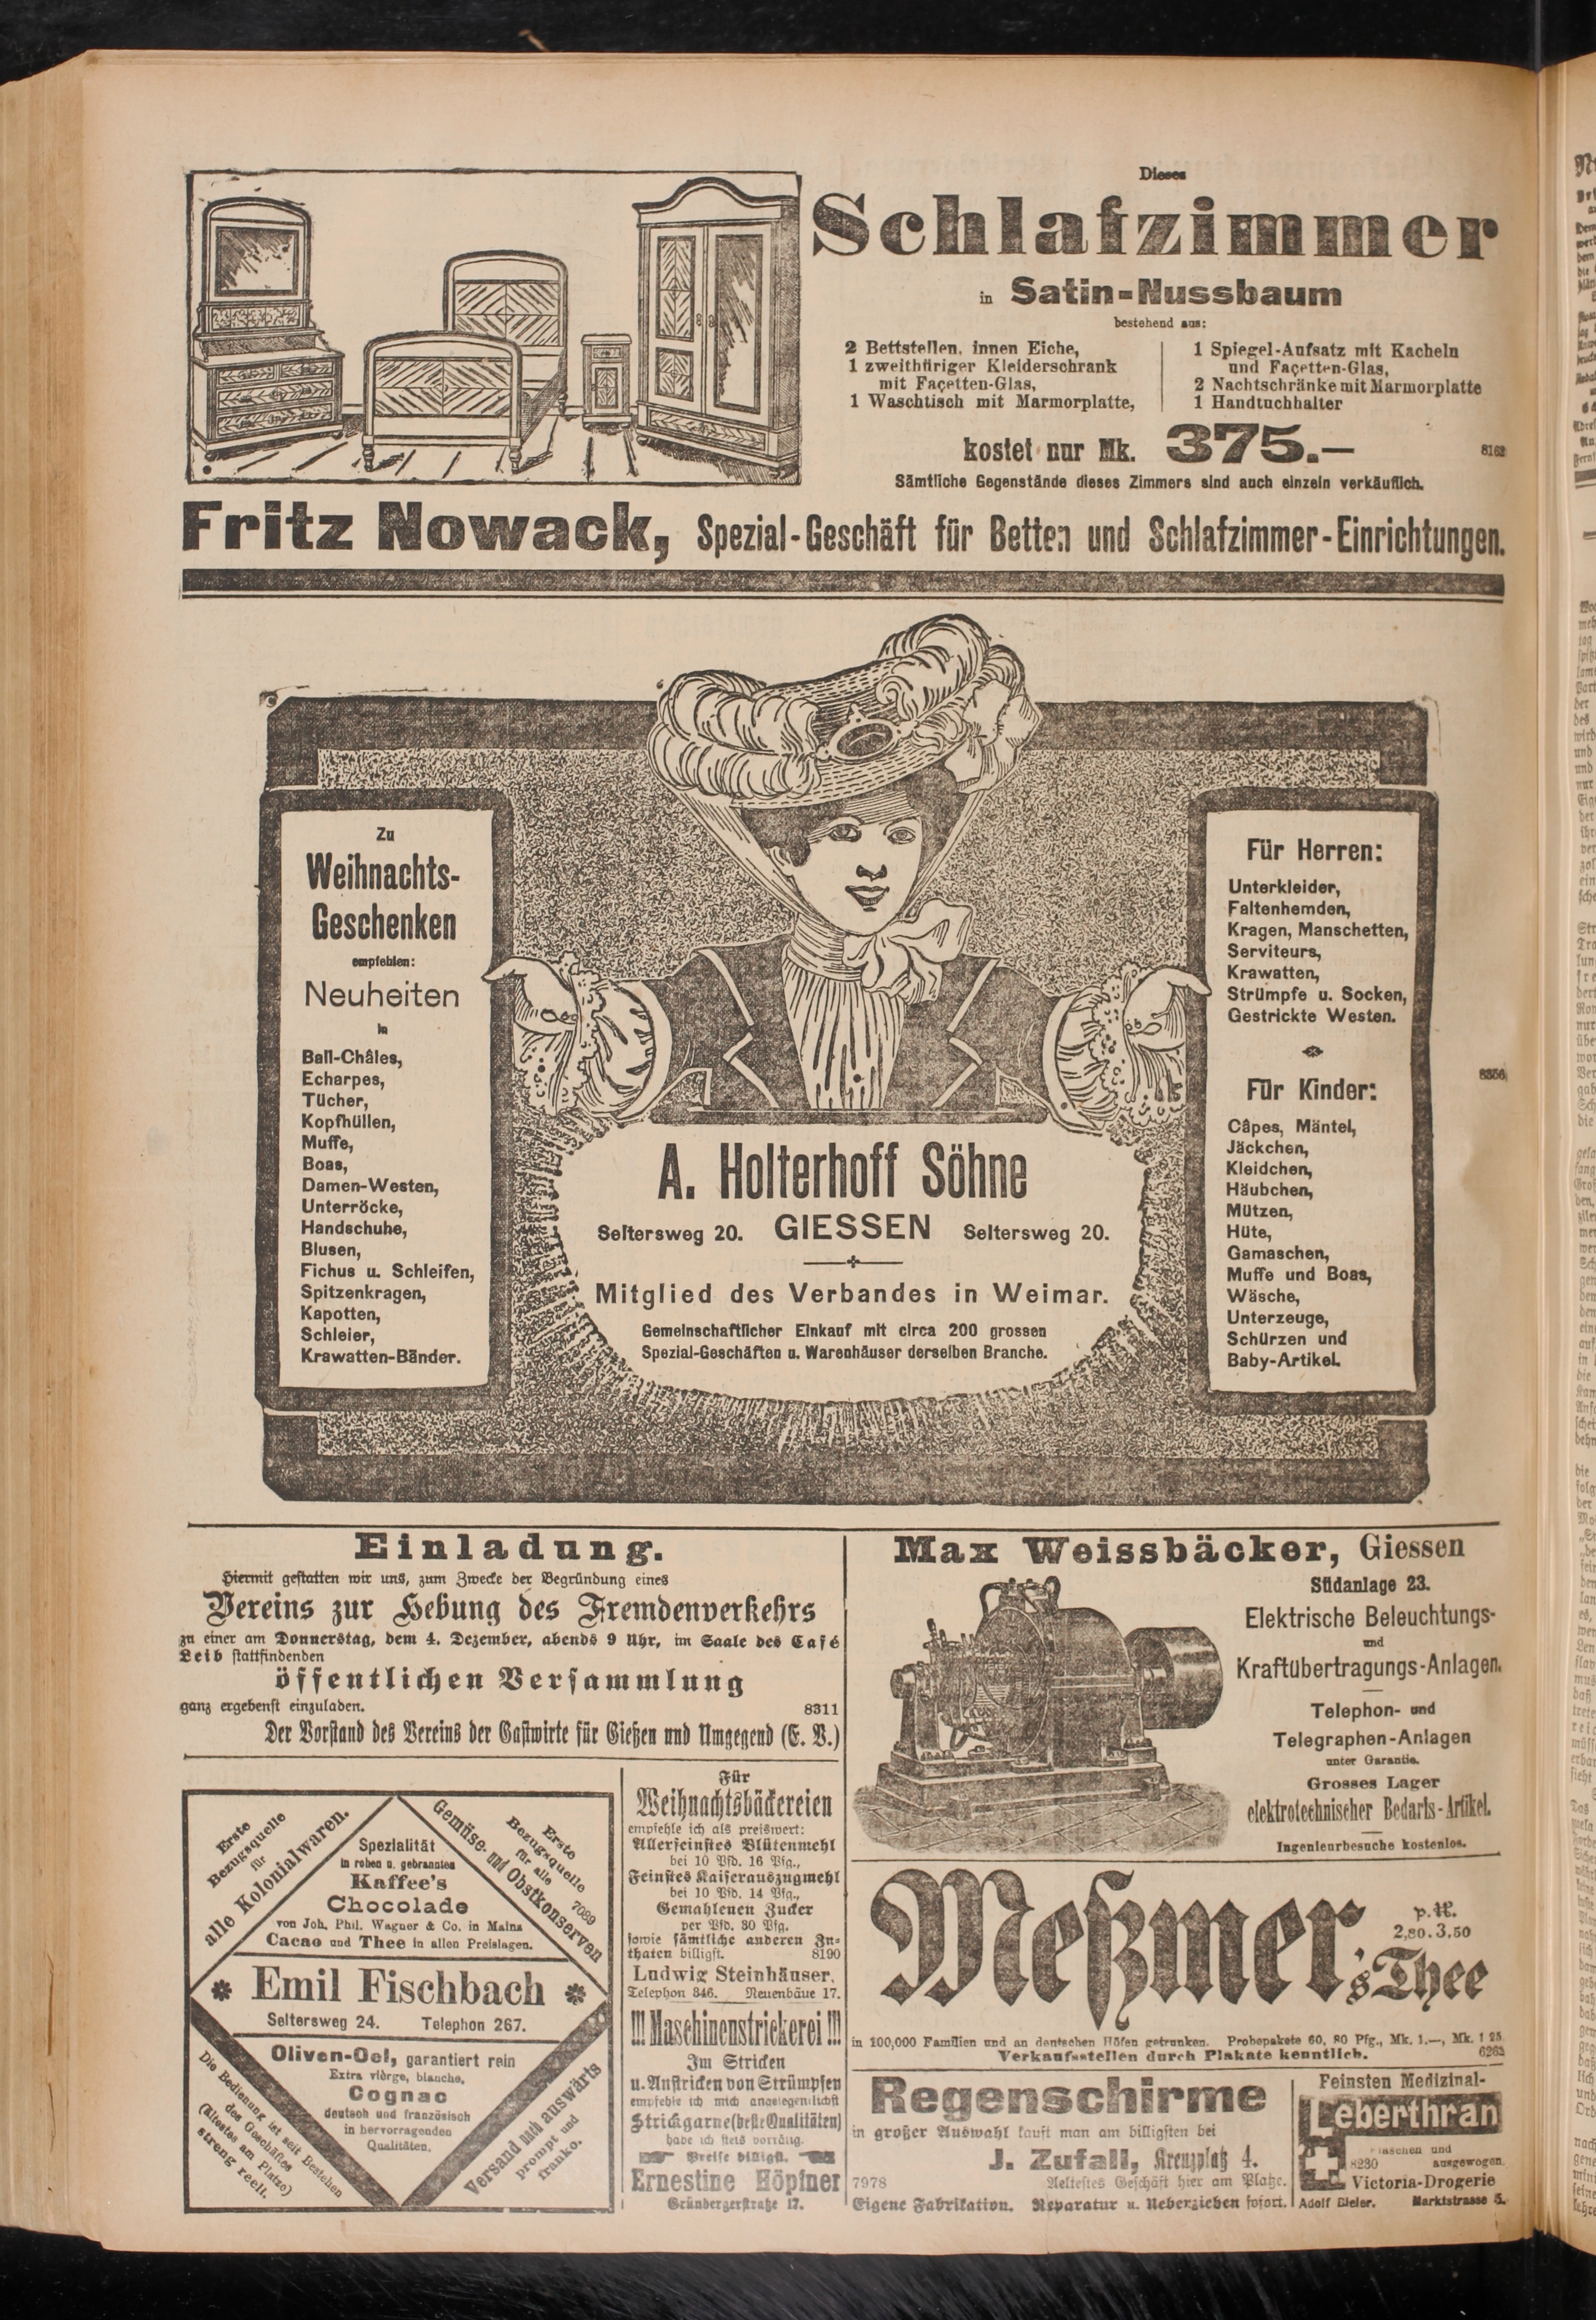 Dieses
Schlafzimmer
in Satin-Nussbaum
bestehend aus:
2 Bettstellen, innen Eiche,
1 zweithüriger Kleiderschrank
mit Façetten-Glas,
1 Waschtisch mit Marmorplatte,
1 Spiegel-Aufsatz mit Kacheln
und Façetten-Glas,
2 Nachtschränke mit Marmorplatte
1 Handtuchhalter
kostet nur Mk. 375.—
8162
Sämtliche Gegenstände dieses Zimmers sind auch einzeln verkäuflich.
Fritz Nowack, Spezial-Geschäft für Betten und Schlafzimmer-Einrichtungen.
Zu
Weihnachts-
Geschenken
empfehlen:
Neuheiten
in
Ball-Châles,
Echarpes,
Tücher,
Kopfhüllen,
Muffe,
Boas,
Damen-Westen,
Unterröcke,
Handschuhe,
Blusen,
Fichus u. Schleifen,
Spitzenkragen,
Kapotten,
Schleier,
Krawatten-Bänder.
A. Holterhoff Söhne
Seltersweg 20. GIESSEN Seltersweg 20.
Mitglied des Verbandes in Weimar.
Gemeinschaftlicher Einkauf mit circa 200 grossen
Spezial-Geschäften u. Warenhäuser derselben Branche.
Für Herren:
Unterkleider,
Faltenhemden,
Kragen, Manschetten,
Serviteurs,
Krawatten,
Strümpfe u. Socken,
Gestrickte Westen.
Für Kinder:
Câpes, Mäntel,
Jäckchen,
Kleidchen,
Häubchen,
Mützen,
Hüte,
Gamaschen,
Muffe und Boas,
Wäsche,
Unterzeuge,
Schürzen und
Baby-Artikel.
8356
Einladung.
Hiermit gestatten wir uns, zum Zwecke der Begründung eines
Vereins zur Hebung des Fremdenverkehrs
zu einer am Donnerstag, dem 4. Dezember, abends 9 Uhr, im Saale des Café
Leib stattfindenden
öffentlichen Versammlung
ganz ergebenst einzuladen. 8311
Der Vorstand des Vereins der Gastwirte für Gießen und Umgegend (E. V.)
Erste
Bezugsquelle
für
alle Kolonialwaren.
Gemüse- und Obstkonserven
Erste
Bezugsquelle
für alle
7089
Spezialität
in rohen u. gebrannten
Kaffee's
Chocolade
von Joh. Phil. Wagner & Co. in Mainz
Cacao und Thee in allen Preislagen.
Emil Fischbach
Seltersweg 24. Telephon 267.
Oliven-Oel, garantiert rein
Extra vièrge, blanche,
Cognac
deutsch und französisch
in hervorragenden
Qualitäten.
Die Bedienung ist seit Bestehen
des Geschäftes
(ältestes am Platze)
streng reell.
Versand nach auswärts
prompt und
franko.
Für
Weihnachtsbäckereien
empfehle ich als preiswert:
Allerfeinstes Blütenmehl
bei 10 Pfd. 16 Pfg.,
Feinstes Kaiserauszugmehl
bei 10 Pfd. 14 Pfg.,
Gemahlenen Zucker
per Pfd. 30 Pfg.
sowie sämtliche anderen Zu-
thaten billigst. 8190
Ludwig Steinhäuser.
Telephon 346. Neuenbäue 17.
!!! Maschinenstrickerei !!!
Im Stricken
u. Anstricken von Strümpfen
empfehle ich mich angelegentlichst
Strickgarne (beste Qualitäten)
habe ich stets vorrätig.
Preise billigst.
Ernestine Höpfner
Gründergerstraße 17.
Max Weissbäcker, Giessen
Südanlage 23.
Elektrische Beleuchtungs-
und
Kraftübertragungs-Anlagen.
Telephon- und
Telegraphen-Anlagen
unter Garantie.
Grosses Lager
elektrotechnischer Bedarfs-Artikel.
Ingenieurbesuche kostenlos.
Meßmer's Thee
p. ℔.
2,80. 3,50
in 100,000 Familien und an deutschen Höfen getrunken. Probepakete 60, 80 Pfg., Mk. 1.—, Mk. 1 25
Verkaufsstellen durch Plakate kenntlich. 6262
Regenschirme
in großer Auswahl kauft man am billigsten bei
J. Zufall, Kreuzplatz 4.
7978 Aeltestes Geschäft hier am Platze.
Eigene Fabrikation. Reparatur u. Ueberziehen sofort.
Feinsten Medizinal-
Leberthran
Flaschen und
8230 ausgewogen
Victoria-Drogerie
Adolf Bieler. Marktstrasse 5.